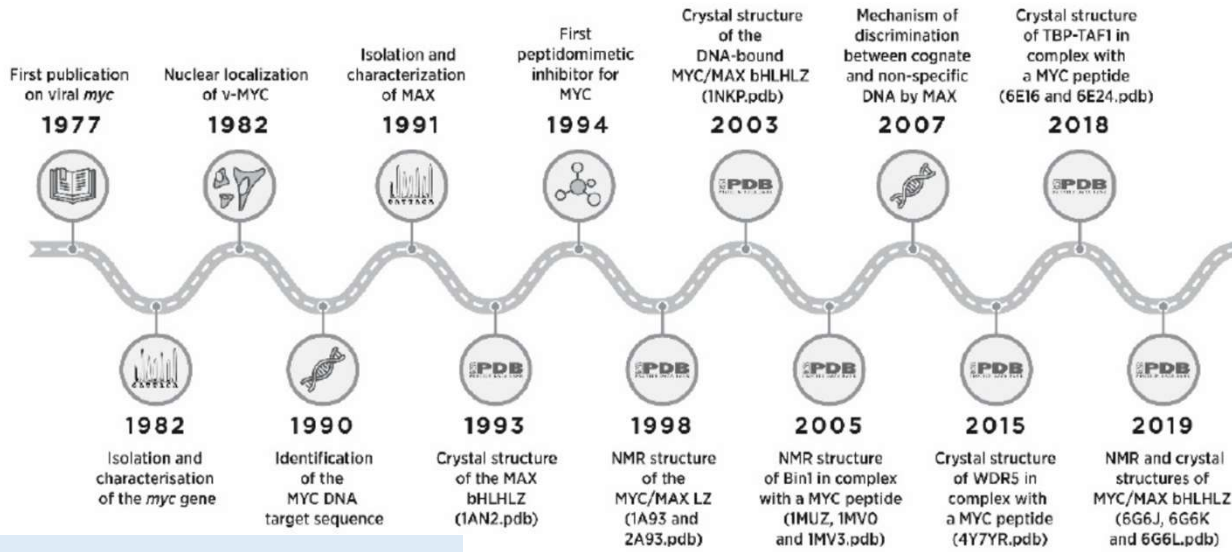 First publication
on viral myc
1977
Isolation and
characterisation
of the myc gene
1982
Nuclear localization
of v-MYC
1982
Identification
of the
MYC DNA
target sequence
1990
Isolation and
characterization
of MAX
1991
Crystal structure
of the MAX
bHLHLZ
(1AN2.pdb)
1993
First
peptidomimetic
inhibitor for
MYC
1994
NMR structure
of the
MYC/MAX LZ
(1A93 and
2A93.pdb)
1998
Crystal structure
of the
DNA-bound
MYC/MAX bHLHLZ
(1NKP.pdb)
2003
NMR structure
of Bin1 in complex
with a MYC peptide
(1MUZ, 1MV0
and 1MV3.pdb)
2005
Mechanism of
discrimination
between cognate
and non-specific
DNA by MAX
2007
Crystal structure
of WDR5 in
complex with
a MYC peptide
(4Y7YR.pdb)
2015
Crystal structure
of TBP-TAF1 in
complex with
a MYC peptide
(6E16 and 6E24.pdb)
2018
NMR and crystal
structures of
MYC/MAX bHLHLZ
(6G6J, 6G6K
and 6G6L.pdb)
2019
GATTACA
GATTACA
PDB
PDB
PDB
PDB
PDB
PDB
PDB